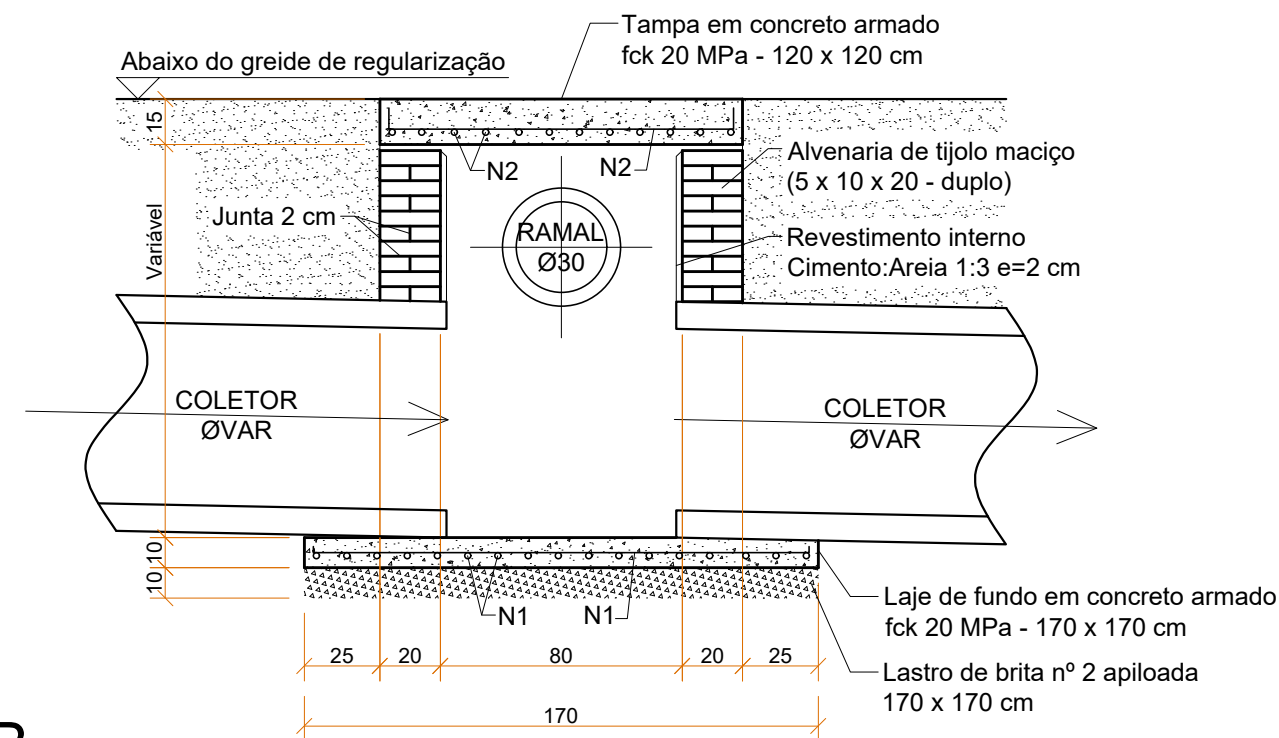 Tampa em concreto armado
fck 20 MPa - 120 x 120 cm
Abaixo do greide de regularização
15
N2
N2
Alvenaria de tijolo maciço
(5 x 10 x 20 - duplo)
Variável
Junta 2 cm
RAMAL
Ø30
Revestimento interno
Cimento:Areia 1:3 e=2 cm
COLETOR
ØVAR
COLETOR
ØVAR
10
10
N1
N1
Laje de fundo em concreto armado
fck 20 MPa - 170 x 170 cm
25
20
80
20
25
Lastro de brita nº 2 apiloada
170 x 170 cm
170